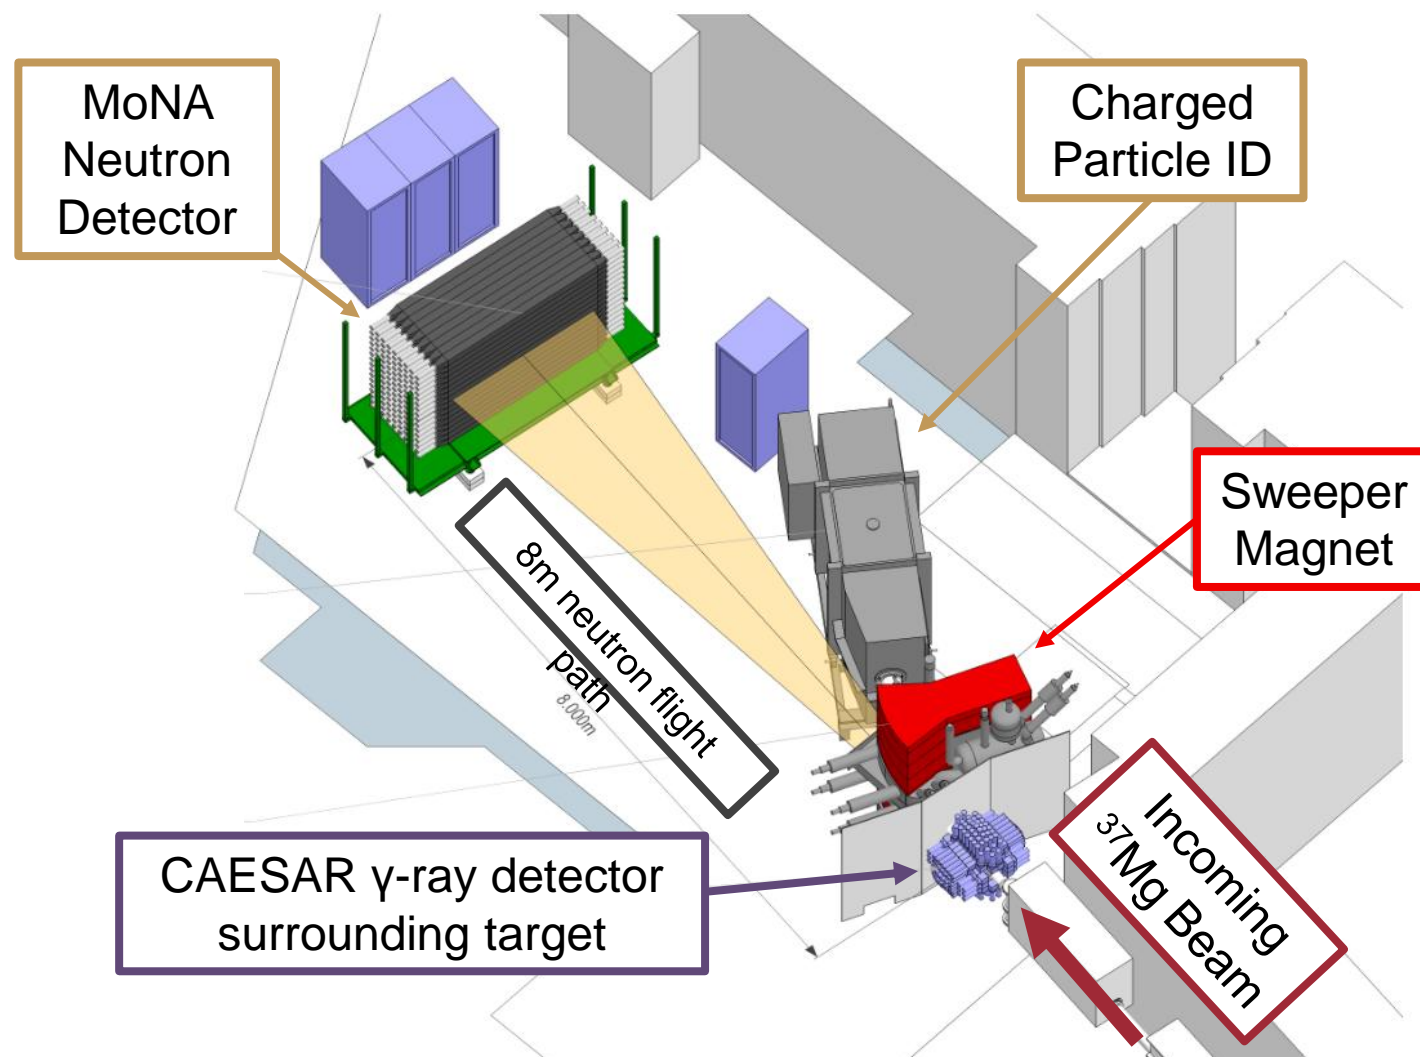 MoNA
Neutron
Detector
Charged
Particle ID
Sweeper
Magnet
8m neutron flight
path
8.000m
CAESAR γ-ray detector
surrounding target
Incoming
³⁷Mg Beam